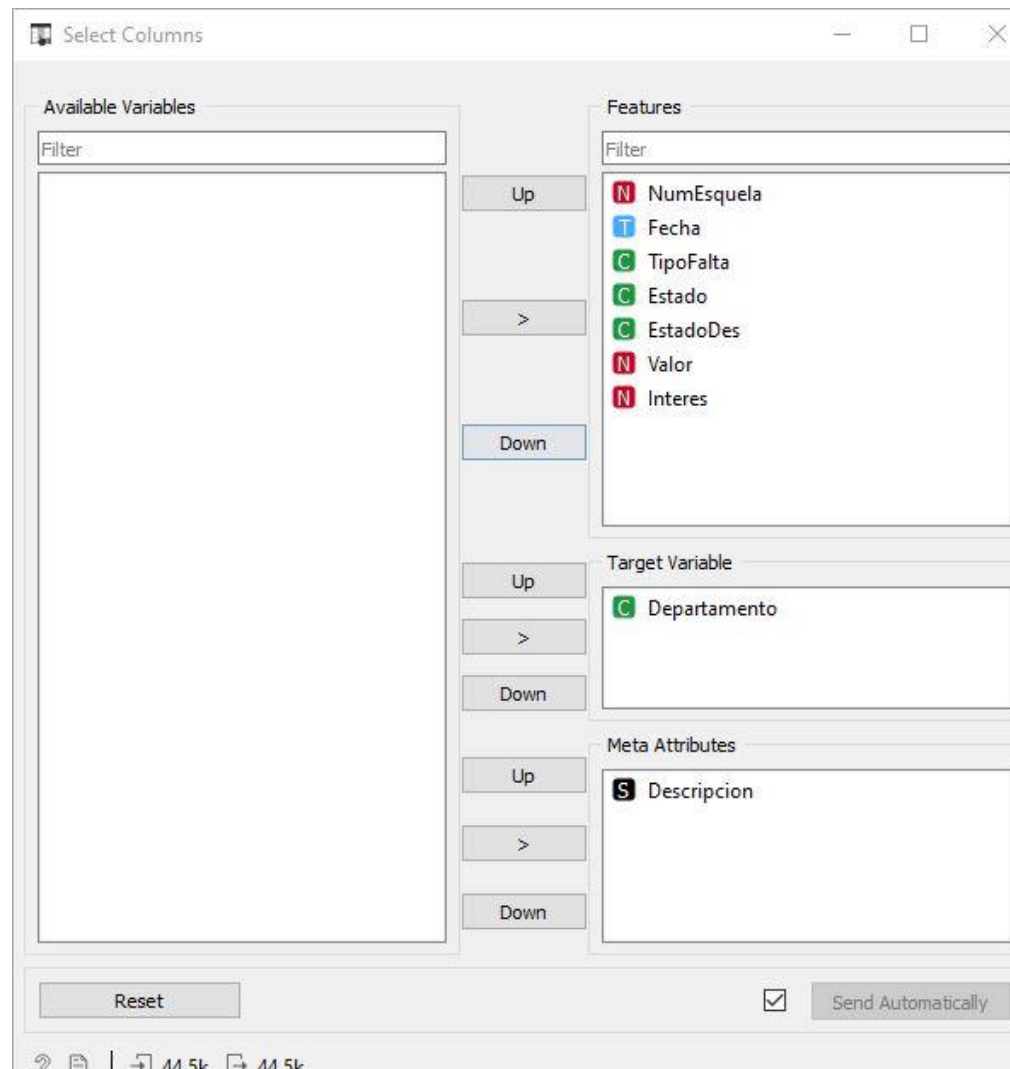 Select Columns
Available Variables
Filter
Up
>
Down
Up
>
Down
Up
>
Down
Features
Filter
N NumEsquela
T Fecha
C TipoFalta
C Estado
C EstadoDes
N Valor
N Interes
Target Variable
C Departamento
Meta Attributes
S Descripcion
Reset
Send Automatically
? 44.5k 44.5k